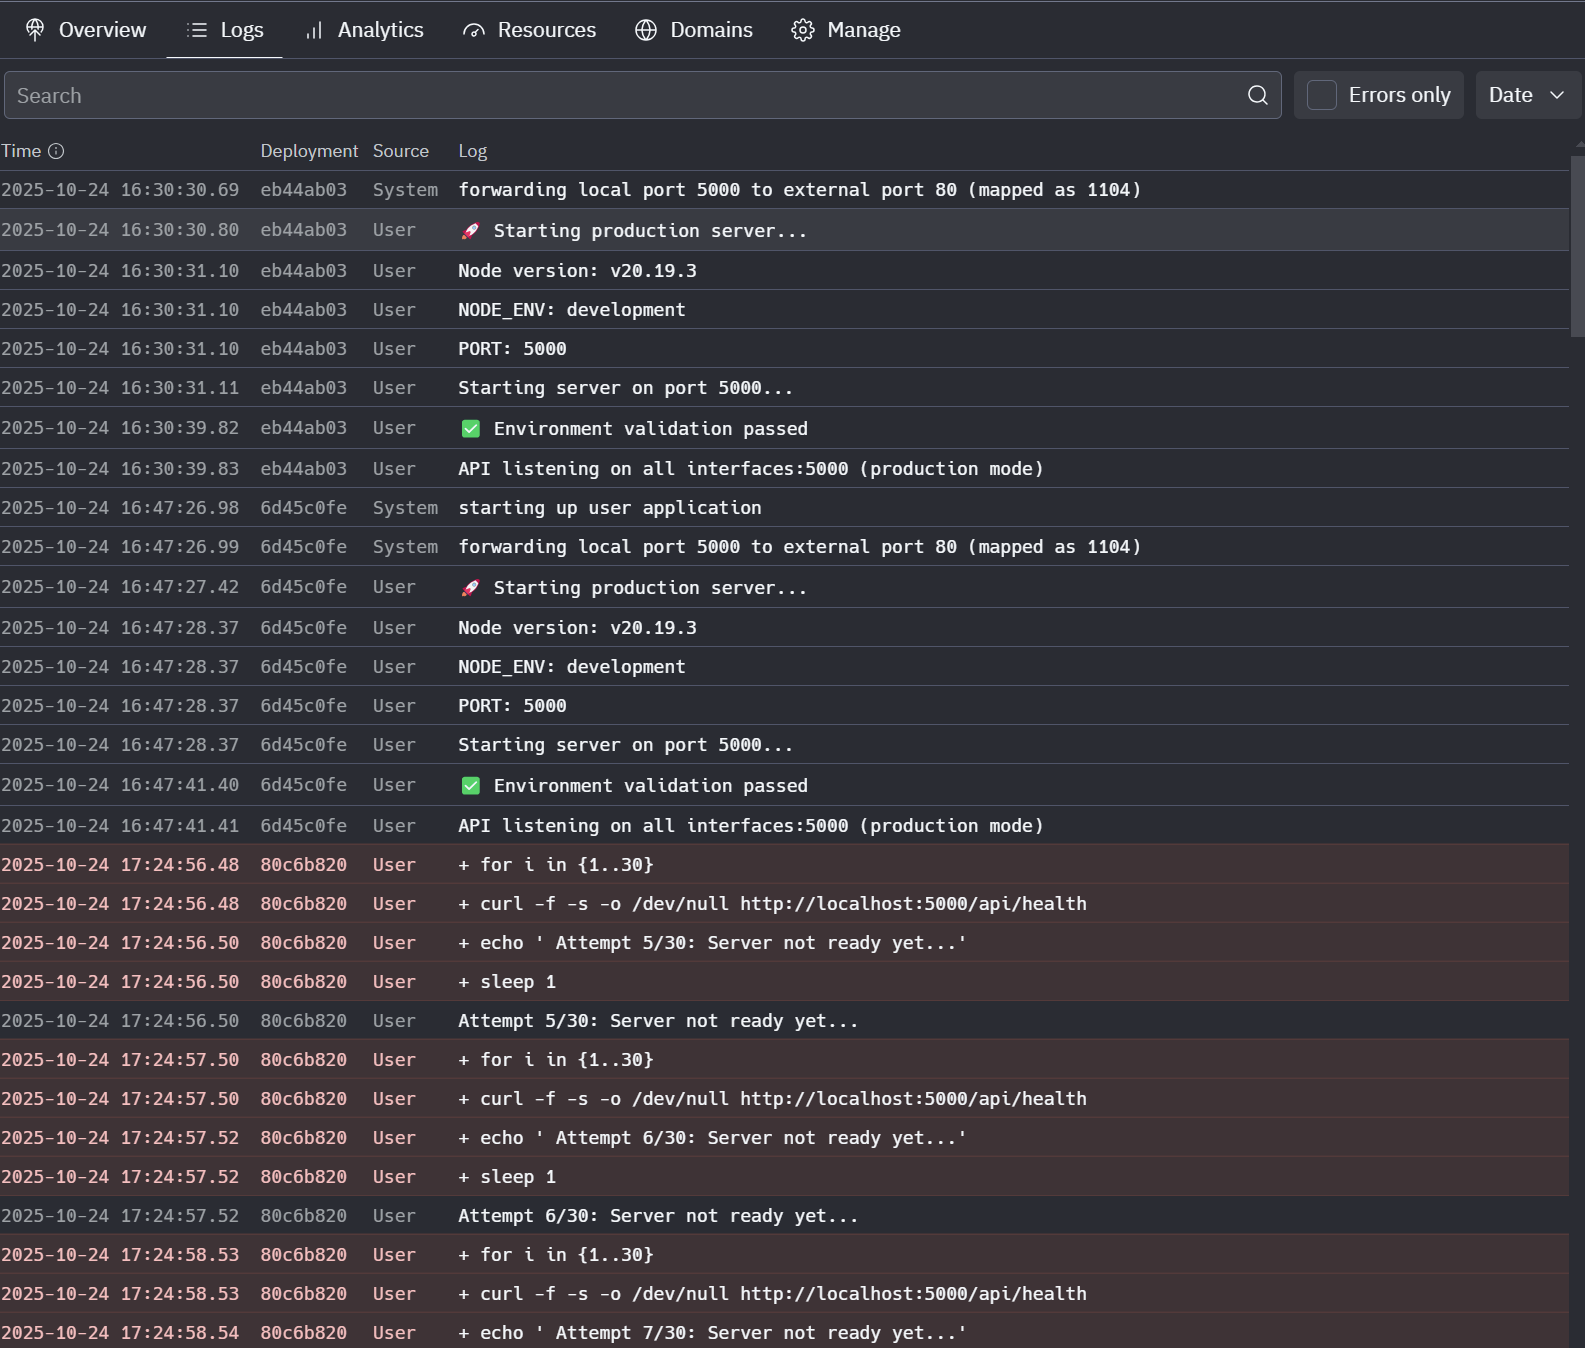 Overview Logs Analytics Resources Domains Manage
Search Errors only Date
Time Deployment Source Log
2025-10-24 16:30:30.69 eb44ab03 System forwarding local port 5000 to external port 80 (mapped as 1104)
2025-10-24 16:30:30.80 eb44ab03 User 🚀 Starting production server...
2025-10-24 16:30:31.10 eb44ab03 User Node version: v20.19.3
2025-10-24 16:30:31.10 eb44ab03 User NODE_ENV: development
2025-10-24 16:30:31.10 eb44ab03 User PORT: 5000
2025-10-24 16:30:31.11 eb44ab03 User Starting server on port 5000...
2025-10-24 16:30:39.82 eb44ab03 User ✅ Environment validation passed
2025-10-24 16:30:39.83 eb44ab03 User API listening on all interfaces:5000 (production mode)
2025-10-24 16:47:26.98 6d45c0fe System starting up user application
2025-10-24 16:47:26.99 6d45c0fe System forwarding local port 5000 to external port 80 (mapped as 1104)
2025-10-24 16:47:27.42 6d45c0fe User 🚀 Starting production server...
2025-10-24 16:47:28.37 6d45c0fe User Node version: v20.19.3
2025-10-24 16:47:28.37 6d45c0fe User NODE_ENV: development
2025-10-24 16:47:28.37 6d45c0fe User PORT: 5000
2025-10-24 16:47:28.37 6d45c0fe User Starting server on port 5000...
2025-10-24 16:47:41.40 6d45c0fe User ✅ Environment validation passed
2025-10-24 16:47:41.41 6d45c0fe User API listening on all interfaces:5000 (production mode)
2025-10-24 17:24:56.48 80c6b820 User + for i in {1..30}
2025-10-24 17:24:56.48 80c6b820 User + curl -f -s -o /dev/null http://localhost:5000/api/health
2025-10-24 17:24:56.50 80c6b820 User + echo ' Attempt 5/30: Server not ready yet...'
2025-10-24 17:24:56.50 80c6b820 User + sleep 1
2025-10-24 17:24:56.50 80c6b820 User Attempt 5/30: Server not ready yet...
2025-10-24 17:24:57.50 80c6b820 User + for i in {1..30}
2025-10-24 17:24:57.50 80c6b820 User + curl -f -s -o /dev/null http://localhost:5000/api/health
2025-10-24 17:24:57.52 80c6b820 User + echo ' Attempt 6/30: Server not ready yet...'
2025-10-24 17:24:57.52 80c6b820 User + sleep 1
2025-10-24 17:24:57.52 80c6b820 User Attempt 6/30: Server not ready yet...
2025-10-24 17:24:58.53 80c6b820 User + for i in {1..30}
2025-10-24 17:24:58.53 80c6b820 User + curl -f -s -o /dev/null http://localhost:5000/api/health
2025-10-24 17:24:58.54 80c6b820 User + echo ' Attempt 7/30: Server not ready yet...'